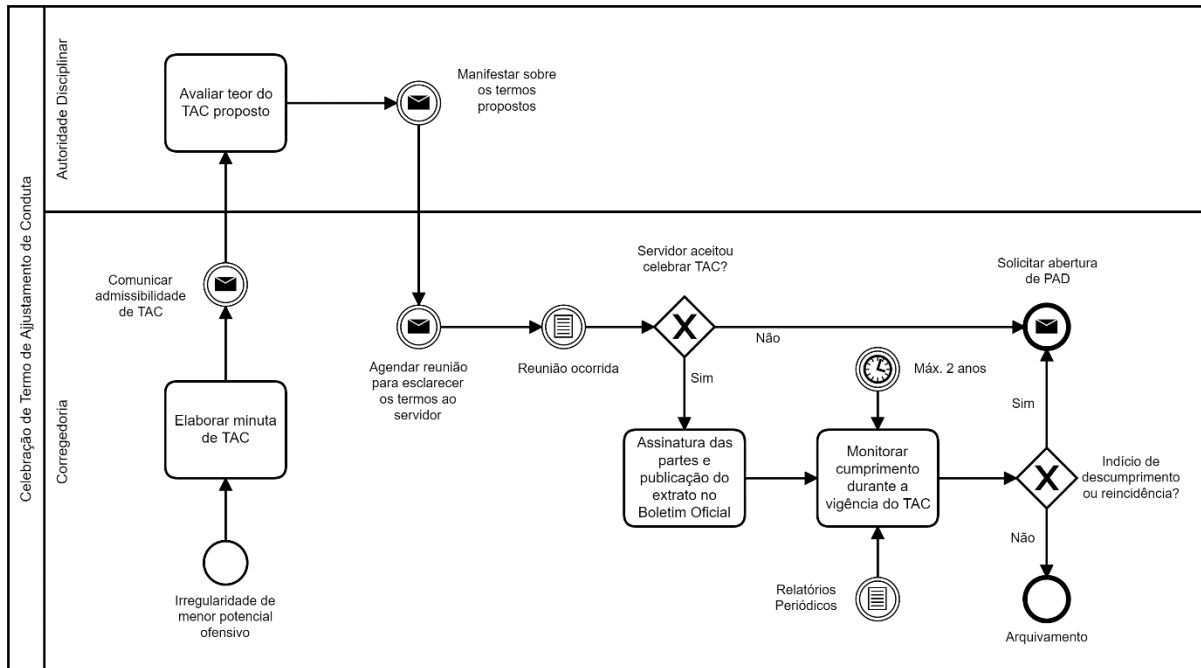 Celebração de Termo de Ajjustamento de Conduta
Autoridade Disciplinar
Avaliar teor do
TAC proposto
Manifestar sobre
os termos
propostos
Corregedoria
Comunicar
admissibilidade
de TAC
Elaborar minuta
de TAC
Irregularidade de
menor potencial
ofensivo
Agendar reunião
para esclarecer
os termos ao
servidor
Reunião ocorrida
Servidor aceitou
celebrar TAC?
Não
Sim
Solicitar abertura
de PAD
Assinatura das
partes e
publicação do
extrato no
Boletim Oficial
Máx. 2 anos
Monitorar
cumprimento
durante a
vigência do TAC
Relatórios
Periódicos
Sim
Indício de
descumprimento
ou reincidência?
Não
Arquivamento